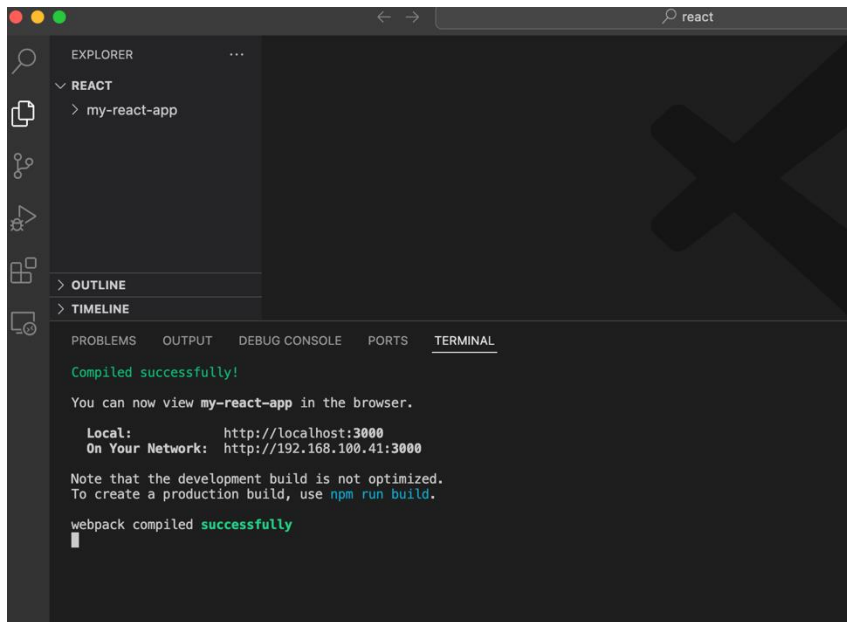 react
EXPLORER
REACT
my-react-app
OUTLINE
TIMELINE
PROBLEMS OUTPUT DEBUG CONSOLE PORTS TERMINAL
Compiled successfully!
You can now view my-react-app in the browser.
Local: http://localhost:3000
On Your Network: http://192.168.100.41:3000
Note that the development build is not optimized.
To create a production build, use npm run build.
webpack compiled successfully